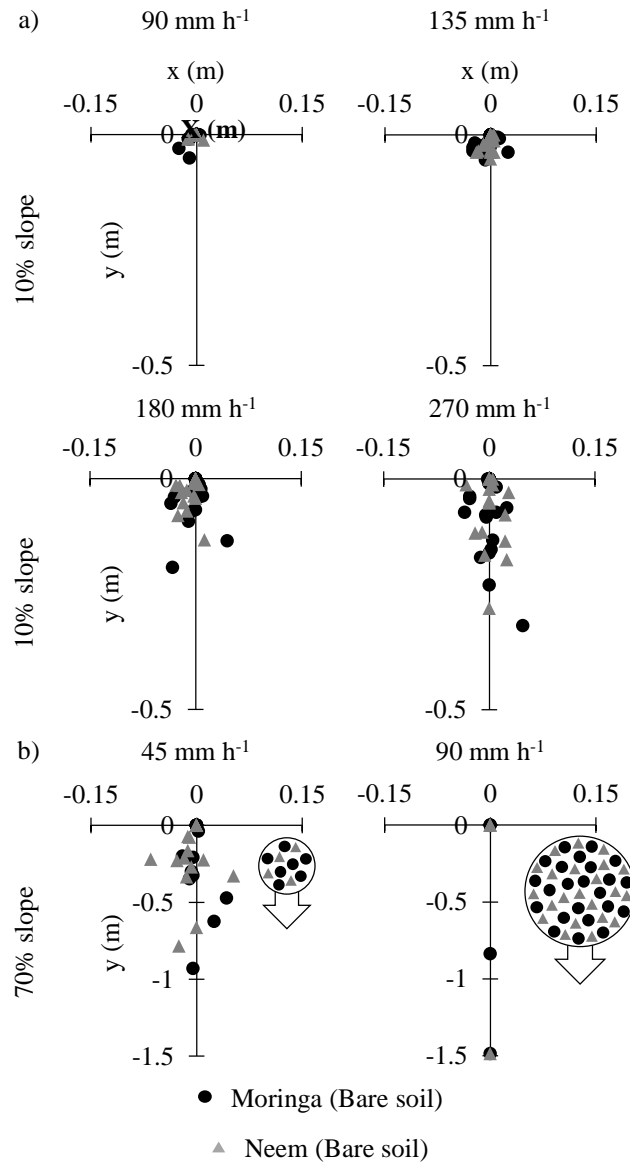 a) 90 mm h-1 135 mm h-1
x (m) x (m)
-0.15 0 0.15 -0.15 0 0.15
0 X (m) 0
10% slope
y (m)
-0.5 -0.5
180 mm h-1 270 mm h-1
-0.15 0 0.15 -0.15 0 0.15
0 0
10% slope
y (m)
-0.5 -0.5
b) 45 mm h-1 90 mm h-1
-0.15 0 0.15 -0.15 0 0.15
0 0
-0.5 -0.5
70% slope
y (m)
-1 -1
-1.5 -1.5
Moringa (Bare soil)
Neem (Bare soil)